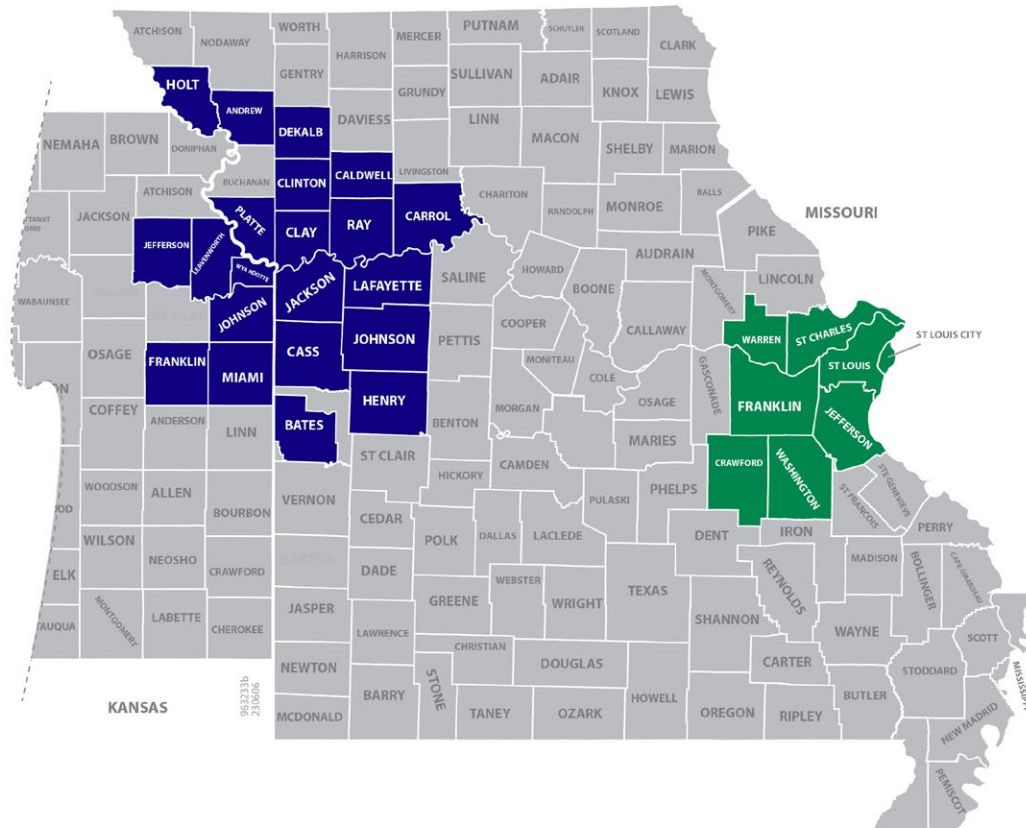 ATCHISON
NODAWAY
WORTH
HARRISON
MERCER
PUTNAM
SCHUYLER
SCOTLAND
CLARK
HOLT
GENTRY
SULLIVAN
ADAIR
KNOX
LEWIS
ANDREW
DEKALB
DAVIESS
GRUNDY
LINN
MACON
SHELBY
MARION
NEMAHA
BROWN
DONIPHAN
BUCHANAN
CLINTON
CALDWELL
LIVINGSTON
CHARITON
RANDOLPH
MONROE
RALLS
ATCHISON
JACKSON
PLATTE
CLAY
RAY
CARROL
MISSOURI
PIKE
JEFFERSON
LEAVENWORTH
AUDRAIN
SALINE
HOWARD
BOONE
MONTGOMERY
LINCOLN
WABAUNSEE
JOHNSON
JACKSON
LAFAYETTE
COOPER
CALLAWAY
WARREN
ST CHARLES
ST LOUIS CITY
OSAGE
FRANKLIN
MIAMI
CASS
JOHNSON
PETTIS
MONITEAU
COLE
GASCONADE
ST LOUIS
COFFEY
ANDERSON
LINN
BATES
HENRY
BENTON
MORGAN
OSAGE
FRANKLIN
JEFFERSON
MARIES
WOODSON
ALLEN
BOURBON
VERNON
ST CLAIR
HICKORY
CAMDEN
PULASKI
PHELPS
CRAWFORD
WASHINGTON
ST FRANCOIS
STE GENEVIEVE
PERRY
WILSON
NEOSHO
CRAWFORD
CEDAR
POLK
DALLAS
LACLEDE
DENT
IRON
MADISON
BOLLINGER
CAPE GIRARDEAU
ELK
BARTON
DADE
WEBSTER
WRIGHT
TEXAS
REYNOLDS
MONTGOMERY
LABETTE
CHEROKEE
JASPER
GREENE
SHANNON
WAYNE
SCOTT
LAWRENCE
CHRISTIAN
DOUGLAS
CARTER
STODDARD
NEWTON
BARRY
STONE
TANEY
OZARK
HOWELL
OREGON
RIPLEY
BUTLER
NEW MADRID
KANSAS
963233b
230606
MCDONALD
PEMISCOT